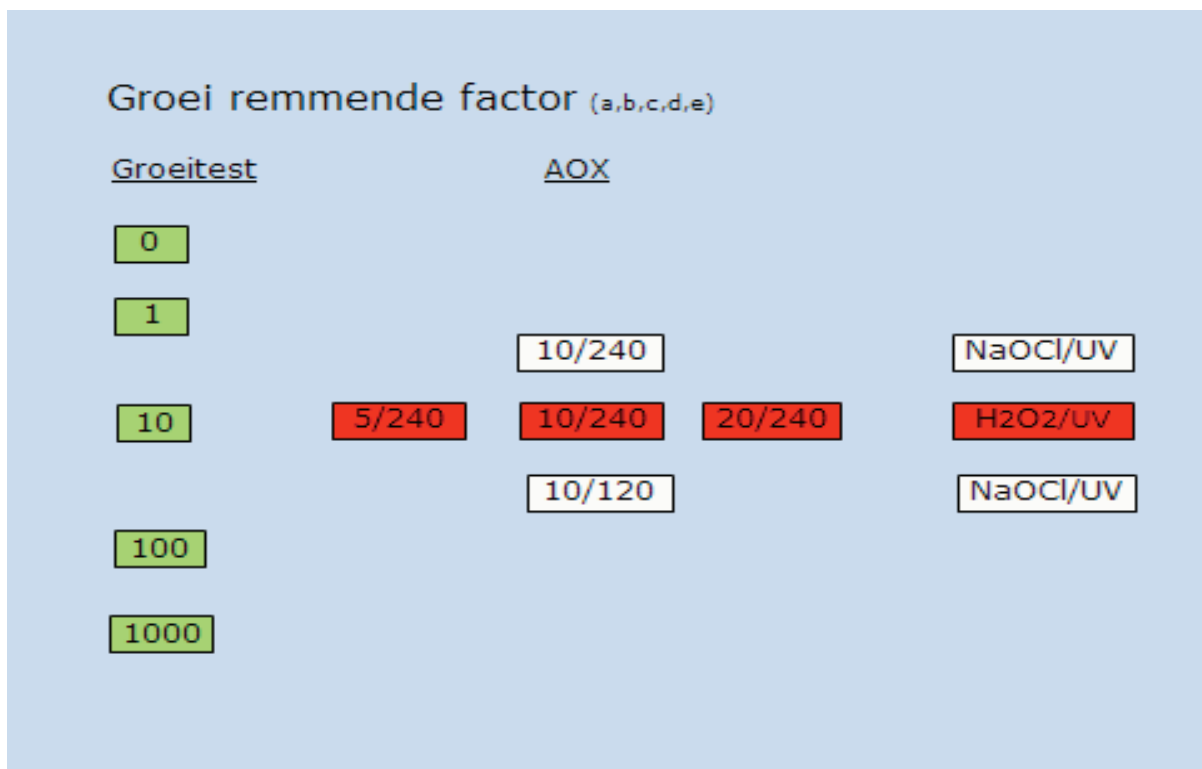 Groei remmende factor (a,b,c,d,e)
Groeitest AOX
0
1
10/240 NaOCl/UV
10 5/240 10/240 20/240 H2O2/UV
10/120 NaOCl/UV
100
1000